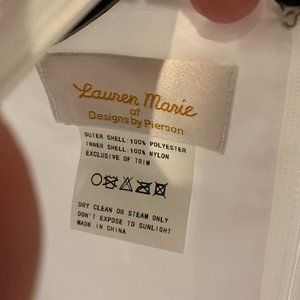 Lauren Marie
of
Designs by Pierson
OUTER SHELL:100% POLYESTER
INNER SHELL:100% NYLON
EXCLUSIVE OF TRIM
DRY CLEAN OR STEAM ONLY
DON'T EXPOSE TO SUNLIGHT
MADE IN CHINA